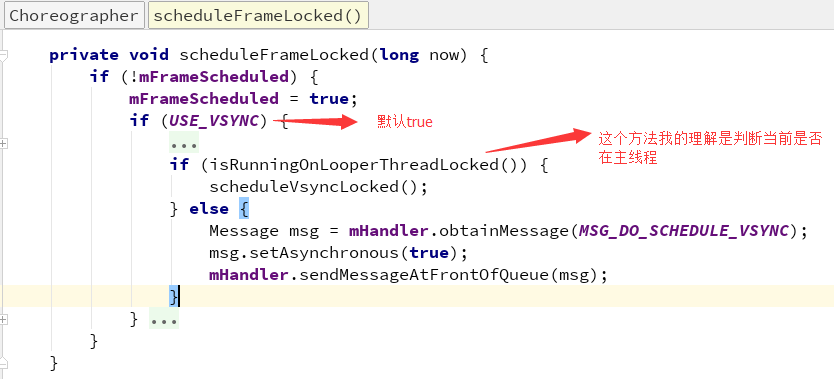 Choreographer scheduleFrameLocked()
private void scheduleFrameLocked(long now) {
if (!mFrameScheduled) {
mFrameScheduled = true;
if (USE_VSYNC) { 默认true
...
这个方法我的理解是判断当前是否
在主线程
if (isRunningOnLooperThreadLocked()) {
scheduleVsyncLocked();
} else {
Message msg = mHandler.obtainMessage(MSG_DO_SCHEDULE_VSYNC);
msg.setAsynchronous(true);
mHandler.sendMessageAtFrontOfQueue(msg);
}
} ...
}
}